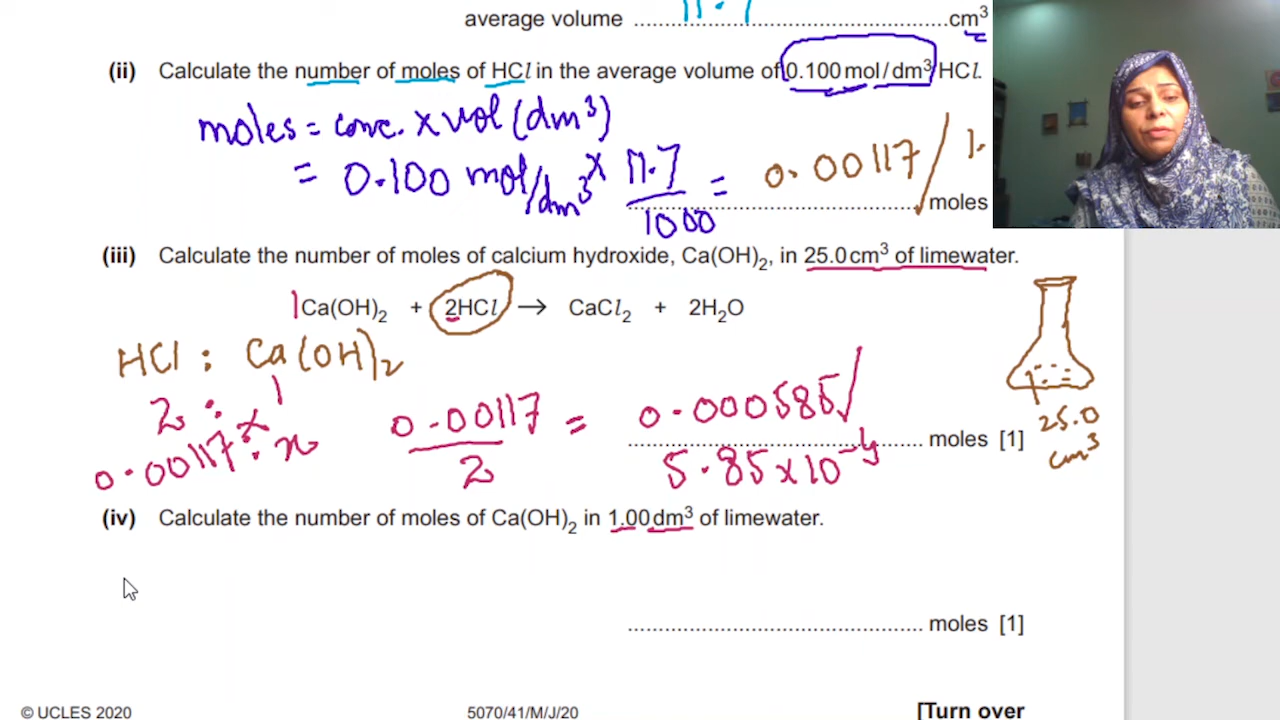 average volume 11.7 cm³
(ii) Calculate the number of moles of HCl in the average volume of 0.100 mol/dm³ HCl.
moles = conc. x vol (dm³)
= 0.100 mol/dm³ x 11.7/1000 = 0.00117 / 1.
moles
(iii) Calculate the number of moles of calcium hydroxide, Ca(OH)₂, in 25.0 cm³ of limewater.
1Ca(OH)₂ + 2HCl → CaCl₂ + 2H₂O
HCl : Ca(OH)₂
2 : 1
0.00117 : x
0.00117/2 = 0.000585/
moles [1]
5.85 x 10⁻⁴
25.0
cm³
(iv) Calculate the number of moles of Ca(OH)₂ in 1.00 dm³ of limewater.
moles [1]
© UCLES 2020 5070/41/M/J/20 [Turn over